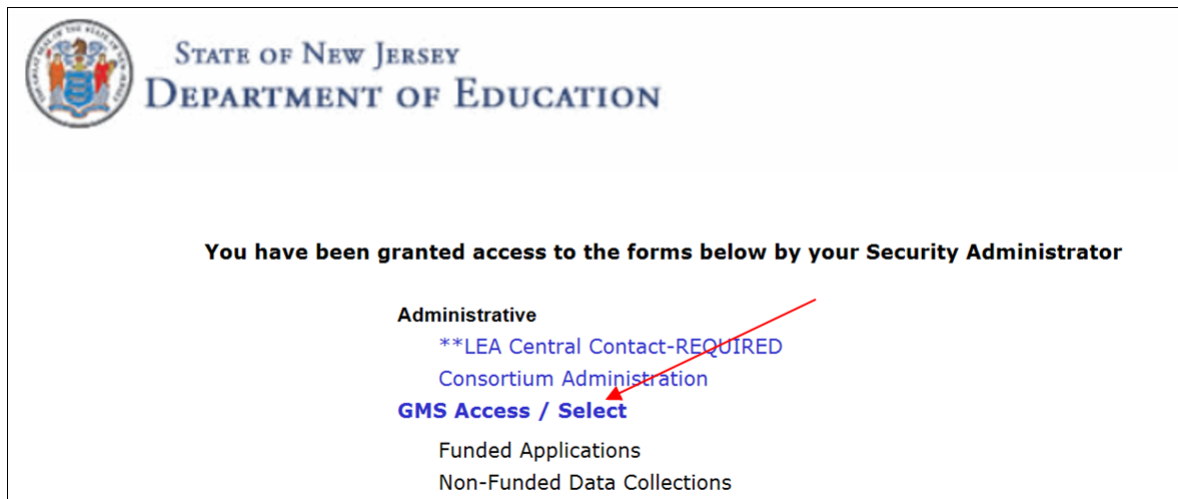 STATE OF NEW JERSEY
DEPARTMENT OF EDUCATION
You have been granted access to the forms below by your Security Administrator
Administrative
**LEA Central Contact-REQUIRED
Consortium Administration
GMS Access / Select
Funded Applications
Non-Funded Data Collections